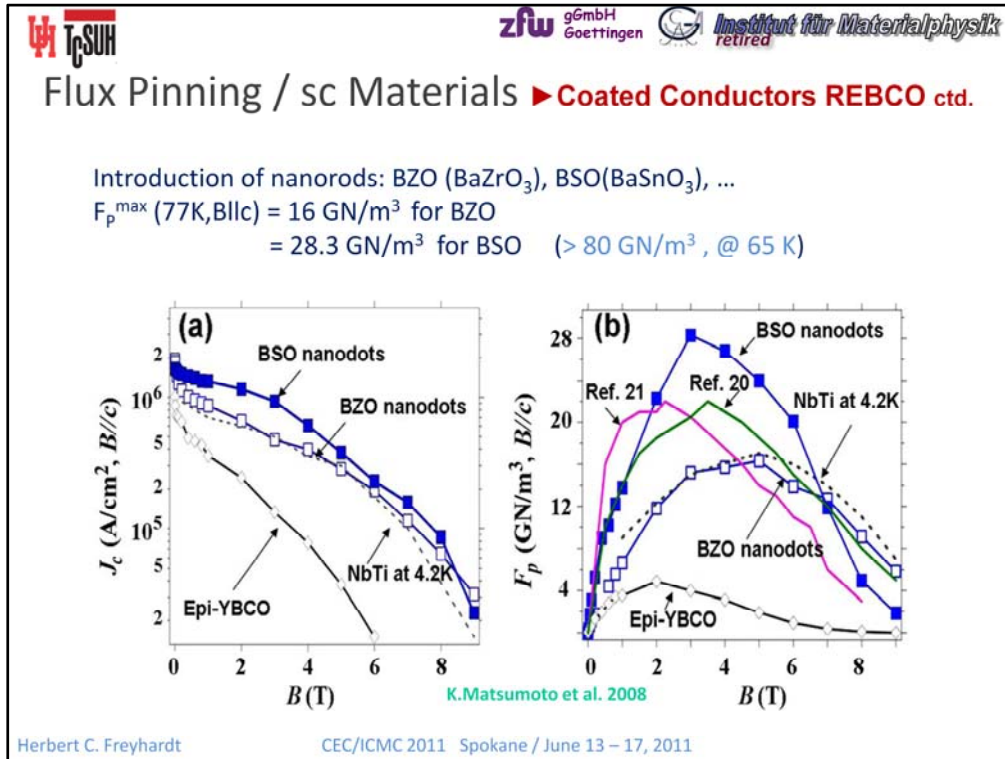 UH TcSUH
zfw gGmbH Goettingen
Institut für Materialphysik
retired
Flux Pinning / sc Materials ►Coated Conductors REBCO ctd.
Introduction of nanorods: BZO (BaZrO₃), BSO(BaSnO₃), ...
Fₚᵐᵃˣ (77K,Bllc) = 16 GN/m³ for BZO
= 28.3 GN/m³ for BSO (> 80 GN/m³ , @ 65 K)
(a)
BSO nanodots
BZO nanodots
NbTi at 4.2K
Epi-YBCO
J_c (A/cm², B//c)
2
10⁶
5
2
10⁵
5
2
0 2 4 6 8
B (T)
(b)
BSO nanodots
Ref. 21
Ref. 20
NbTi at 4.2K
BZO nanodots
Epi-YBCO
F_p (GN/m³, B//c)
28
20
12
4
0 2 4 6 8
B (T)
K.Matsumoto et al. 2008
Herbert C. Freyhardt CEC/ICMC 2011 Spokane / June 13 – 17, 2011